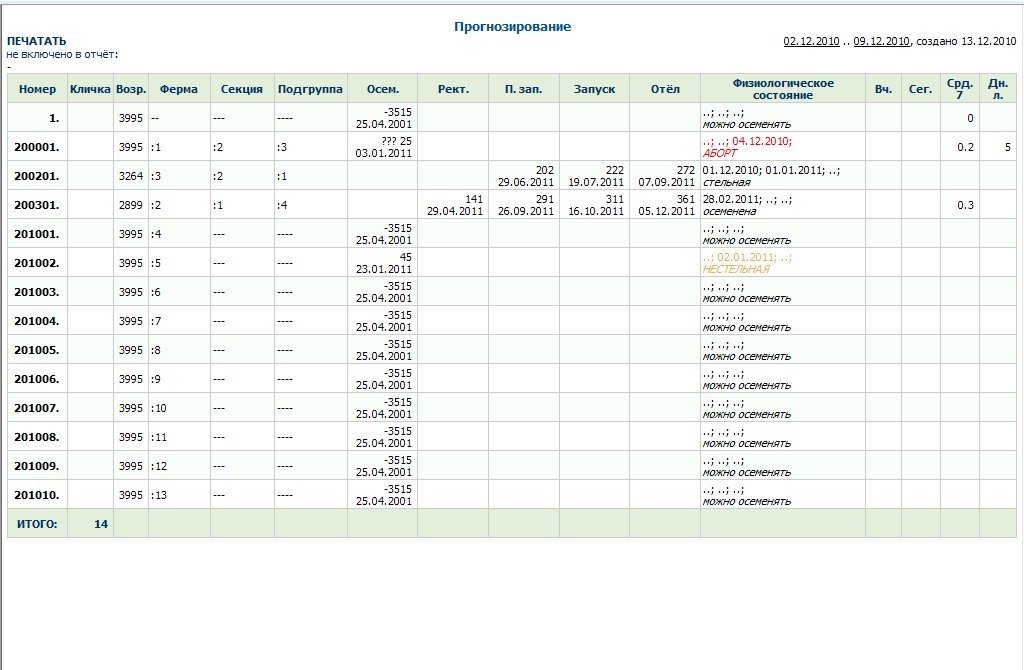 Прогнозирование
ПЕЧАТАТЬ 02.12.2010 .. 09.12.2010, создано 13.12.2010
не включено в отчёт:
-
Номер Кличка Возр. Ферма Секция Подгруппа Осем. Рект. П. зап. Запуск Отёл Физиологическое состояние Вч. Сег. Срд. 7 Дн. л.
1. 3995 -- --- ---- -3515 ..; ..; ..; 0
25.04.2001 можно осеменять
200001. 3995 :1 :2 :3 ??? 25 ..; ..; 04.12.2010; 0.2 5
03.01.2011 АБОРТ
200201. 3264 :3 :2 :1 202 222 272 01.12.2010; 01.01.2011; ..;
29.06.2011 19.07.2011 07.09.2011 стельная
200301. 2899 :2 :1 :4 141 291 311 361 28.02.2011; ..; ..; 0.3
29.04.2011 26.09.2011 16.10.2011 05.12.2011 осеменена
201001. 3995 :4 --- ---- -3515 ..; ..; ..;
25.04.2001 можно осеменять
201002. 3995 :5 --- ---- 45 ..; 02.01.2011; ..;
23.01.2011 НЕСТЕЛЬНАЯ
201003. 3995 :6 --- ---- -3515 ..; ..; ..;
25.04.2001 можно осеменять
201004. 3995 :7 --- ---- -3515 ..; ..; ..;
25.04.2001 можно осеменять
201005. 3995 :8 --- ---- -3515 ..; ..; ..;
25.04.2001 можно осеменять
201006. 3995 :9 --- ---- -3515 ..; ..; ..;
25.04.2001 можно осеменять
201007. 3995 :10 --- ---- -3515 ..; ..; ..;
25.04.2001 можно осеменять
201008. 3995 :11 --- ---- -3515 ..; ..; ..;
25.04.2001 можно осеменять
201009. 3995 :12 --- ---- -3515 ..; ..; ..;
25.04.2001 можно осеменять
201010. 3995 :13 --- ---- -3515 ..; ..; ..;
25.04.2001 можно осеменять
ИТОГО: 14